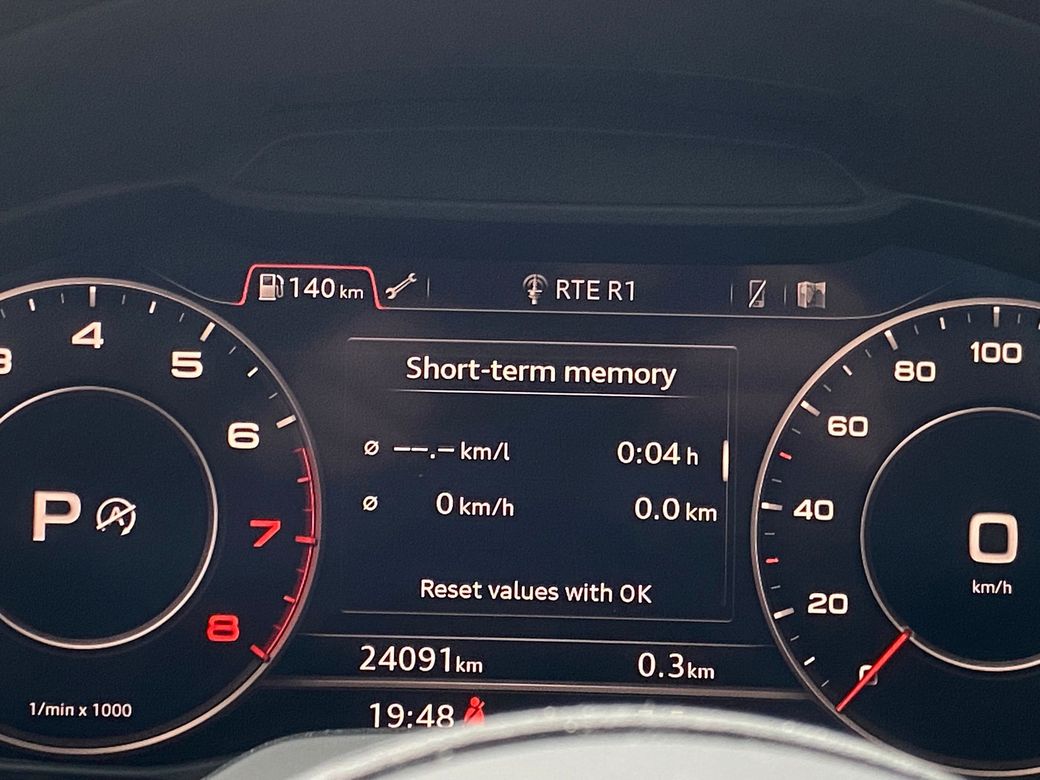 140 km
RTE R1
3
4
5
6
7
8
P
A
1/min x 1000
Short-term memory
Ø --.- km/l 0:04 h
Ø 0 km/h 0.0 km
Reset values with OK
24091 km 0.3 km
19:48
100
80
60
40
20
0
0
km/h